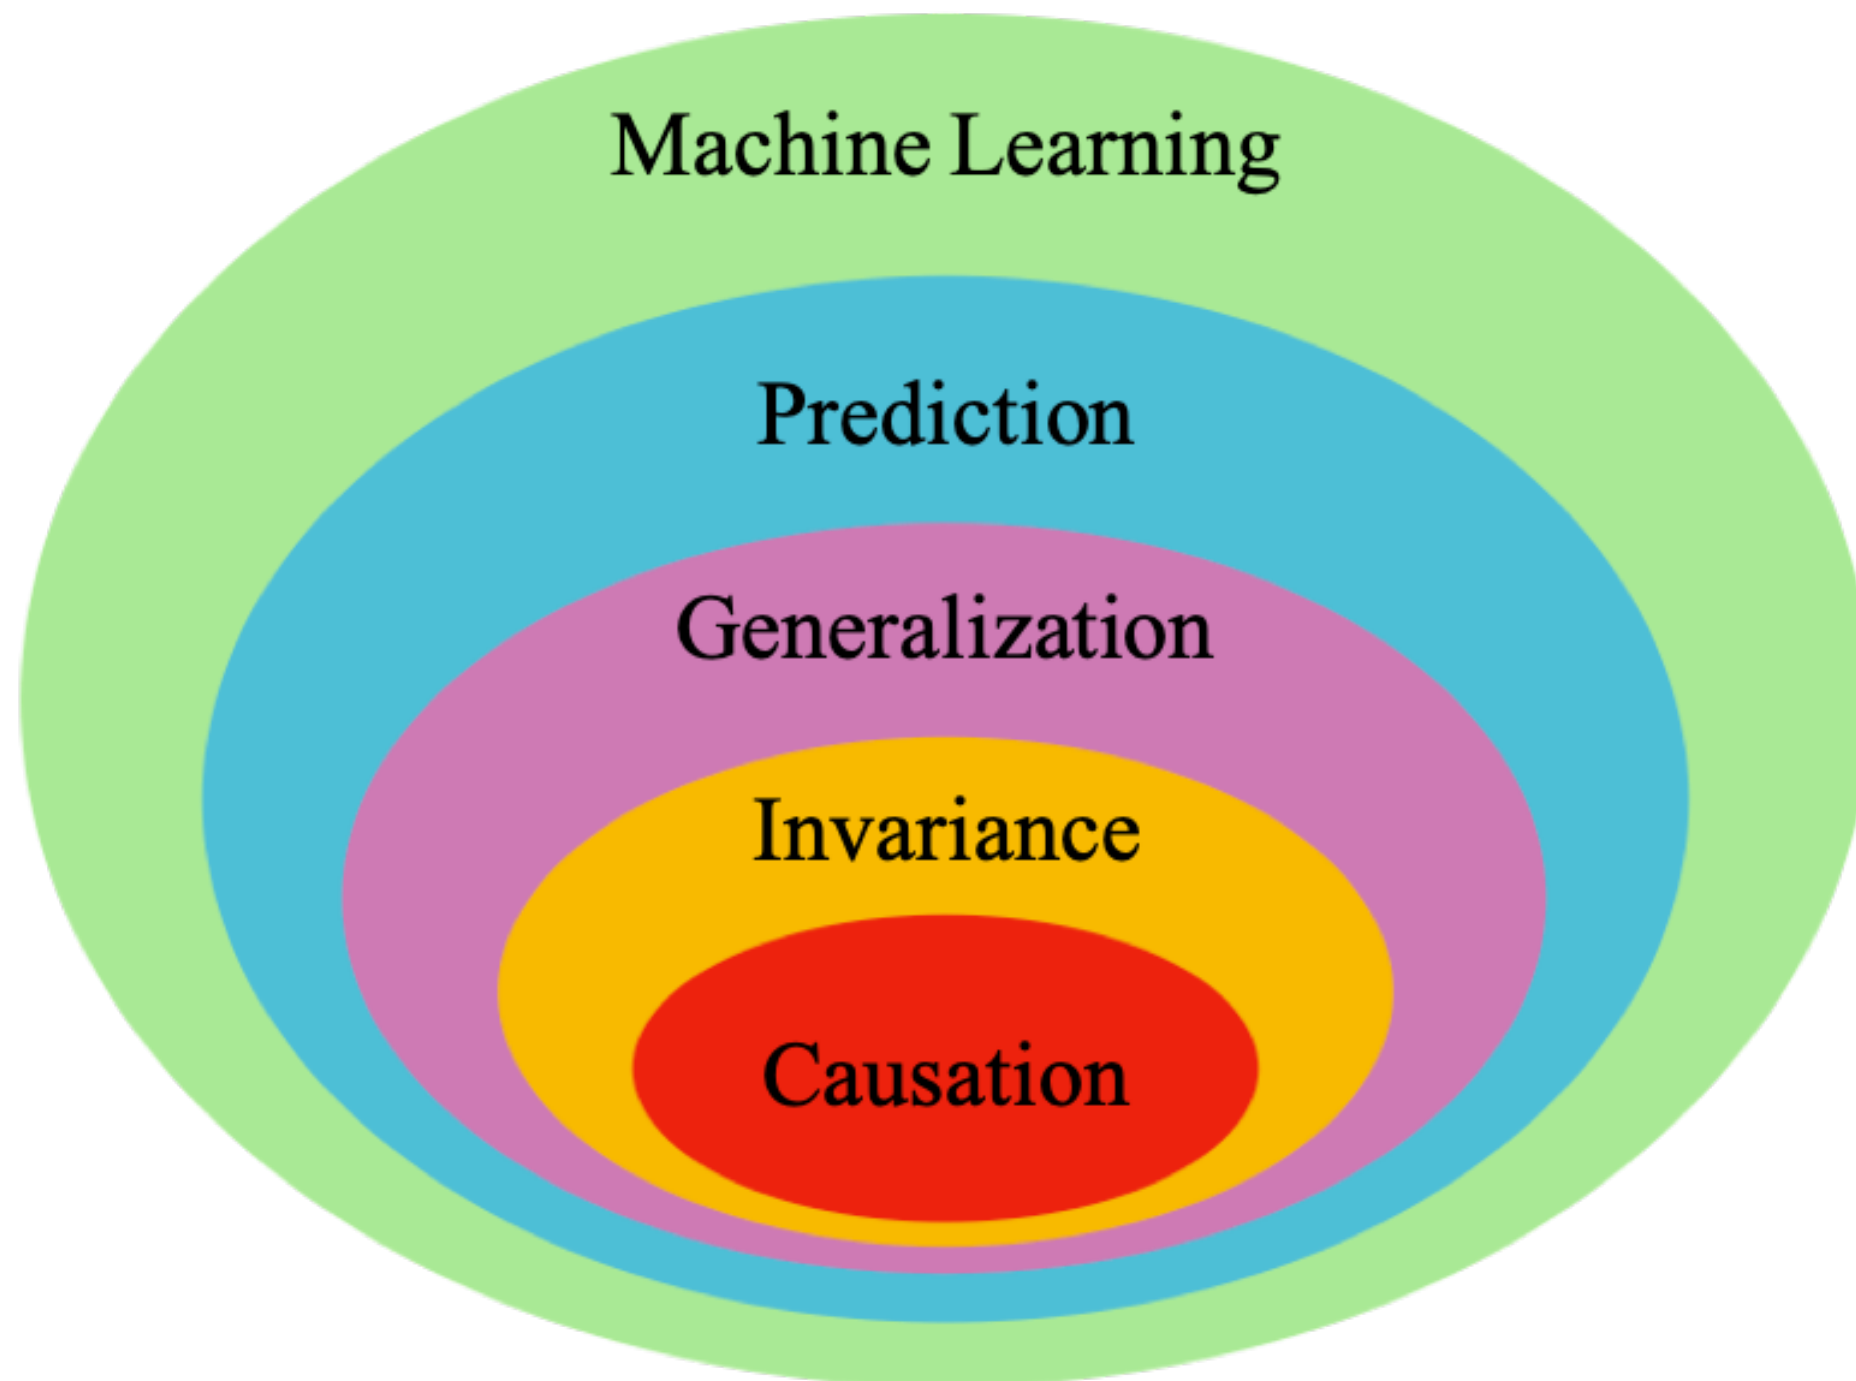 Machine Learning
Prediction
Generalization
Invariance
Causation